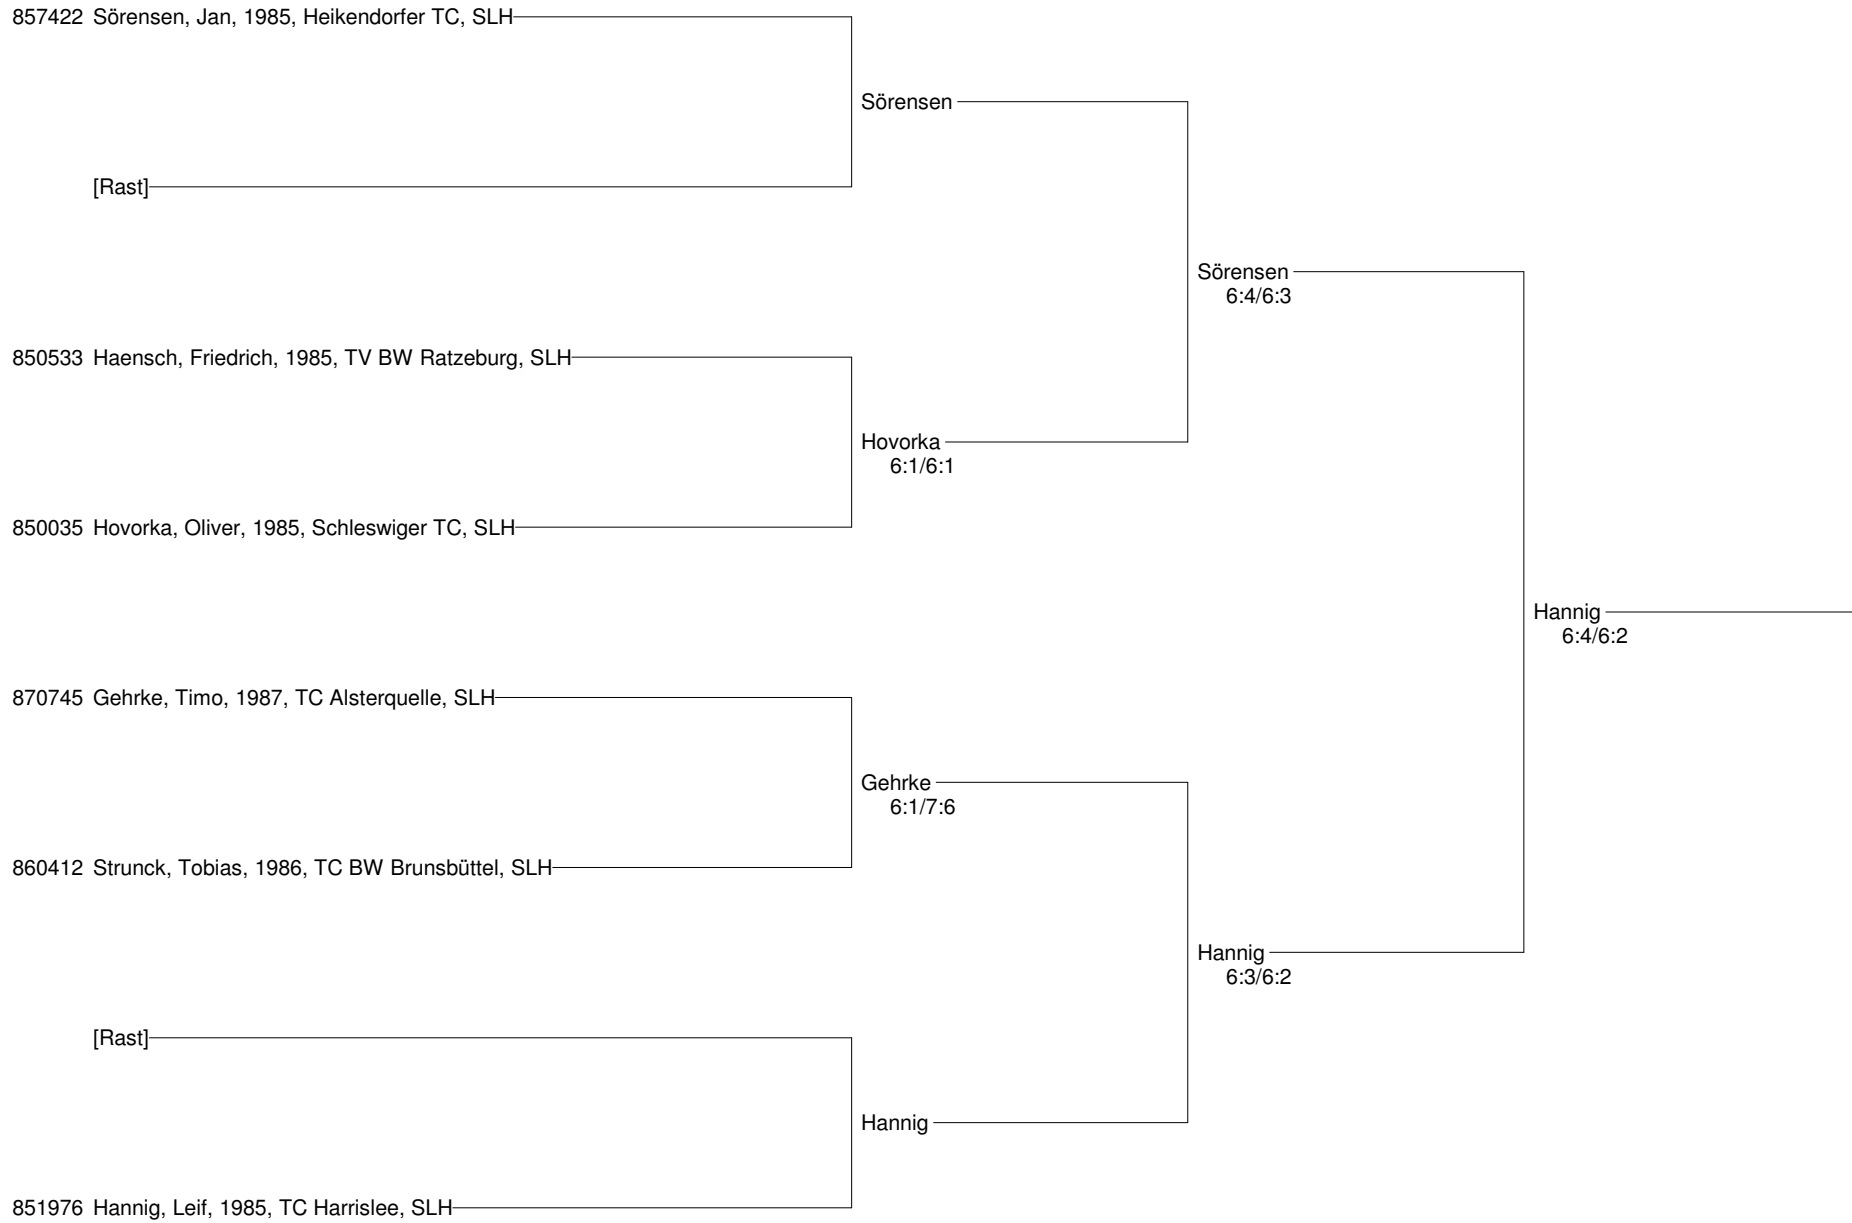 857422 Sörensen, Jan, 1985, Heikendorfer TC, SLH
Sörensen
[Rast]
Sörensen
6:4/6:3
850533 Haensch, Friedrich, 1985, TV BW Ratzeburg, SLH
Hovorka
6:1/6:1
850035 Hovorka, Oliver, 1985, Schleswiger TC, SLH
Hannig
6:4/6:2
870745 Gehrke, Timo, 1987, TC Alsterquelle, SLH
Gehrke
6:1/7:6
860412 Strunck, Tobias, 1986, TC BW Brunsbüttel, SLH
Hannig
6:3/6:2
[Rast]
Hannig
851976 Hannig, Leif, 1985, TC Harrislee, SLH